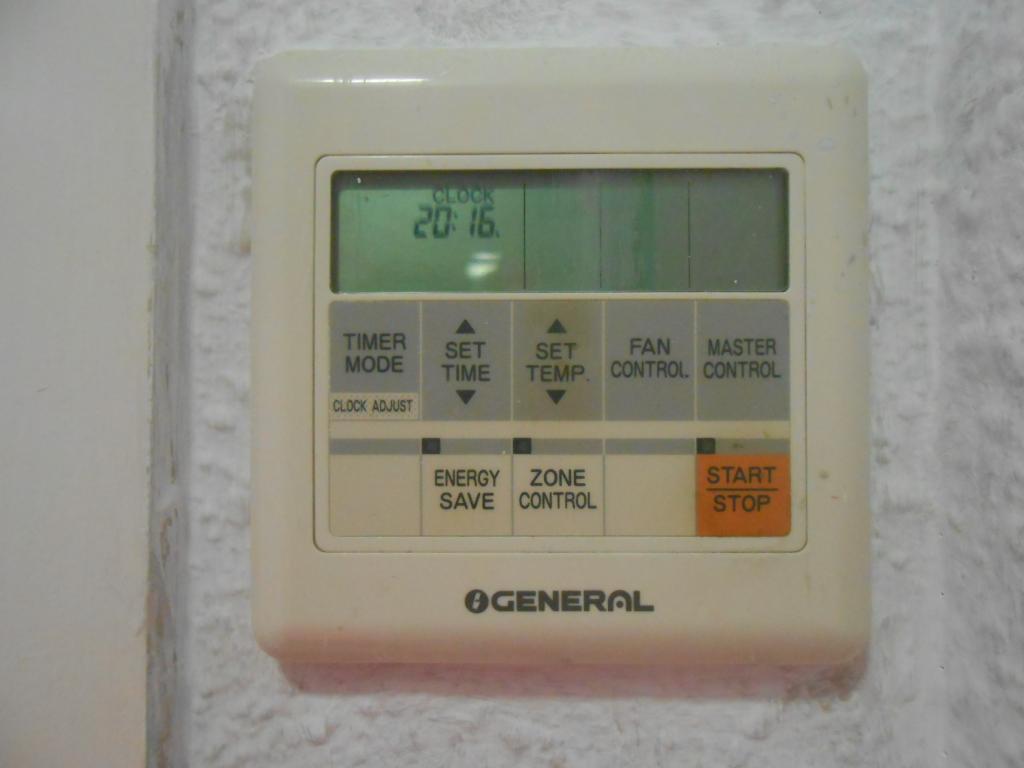 CLOCK
20:16
TIMER
MODE
CLOCK ADJUST
▲
SET
TIME
▼
▲
SET
TEMP.
▼
FAN
CONTROL
MASTER
CONTROL
ENERGY
SAVE
ZONE
CONTROL
START
STOP
GENERAL